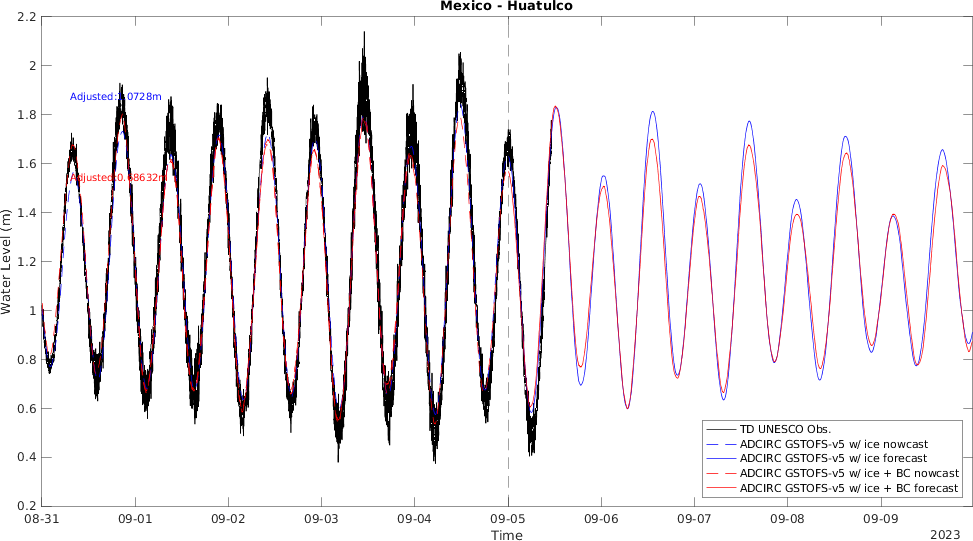 Mexico - Huatulco
2.2
2
1.8
1.6
1.4
1.2
1
0.8
0.6
0.4
0.2
Water Level (m)
Adjusted: .0728m
Adjusted:0.68632m
TD UNESCO Obs.
ADCIRC GSTOFS-v5 w/ ice nowcast
ADCIRC GSTOFS-v5 w/ ice forecast
ADCIRC GSTOFS-v5 w/ ice + BC nowcast
ADCIRC GSTOFS-v5 w/ ice + BC forecast
08-31 09-01 09-02 09-03 09-04 09-05 09-06 09-07 09-08 09-09
Time
2023